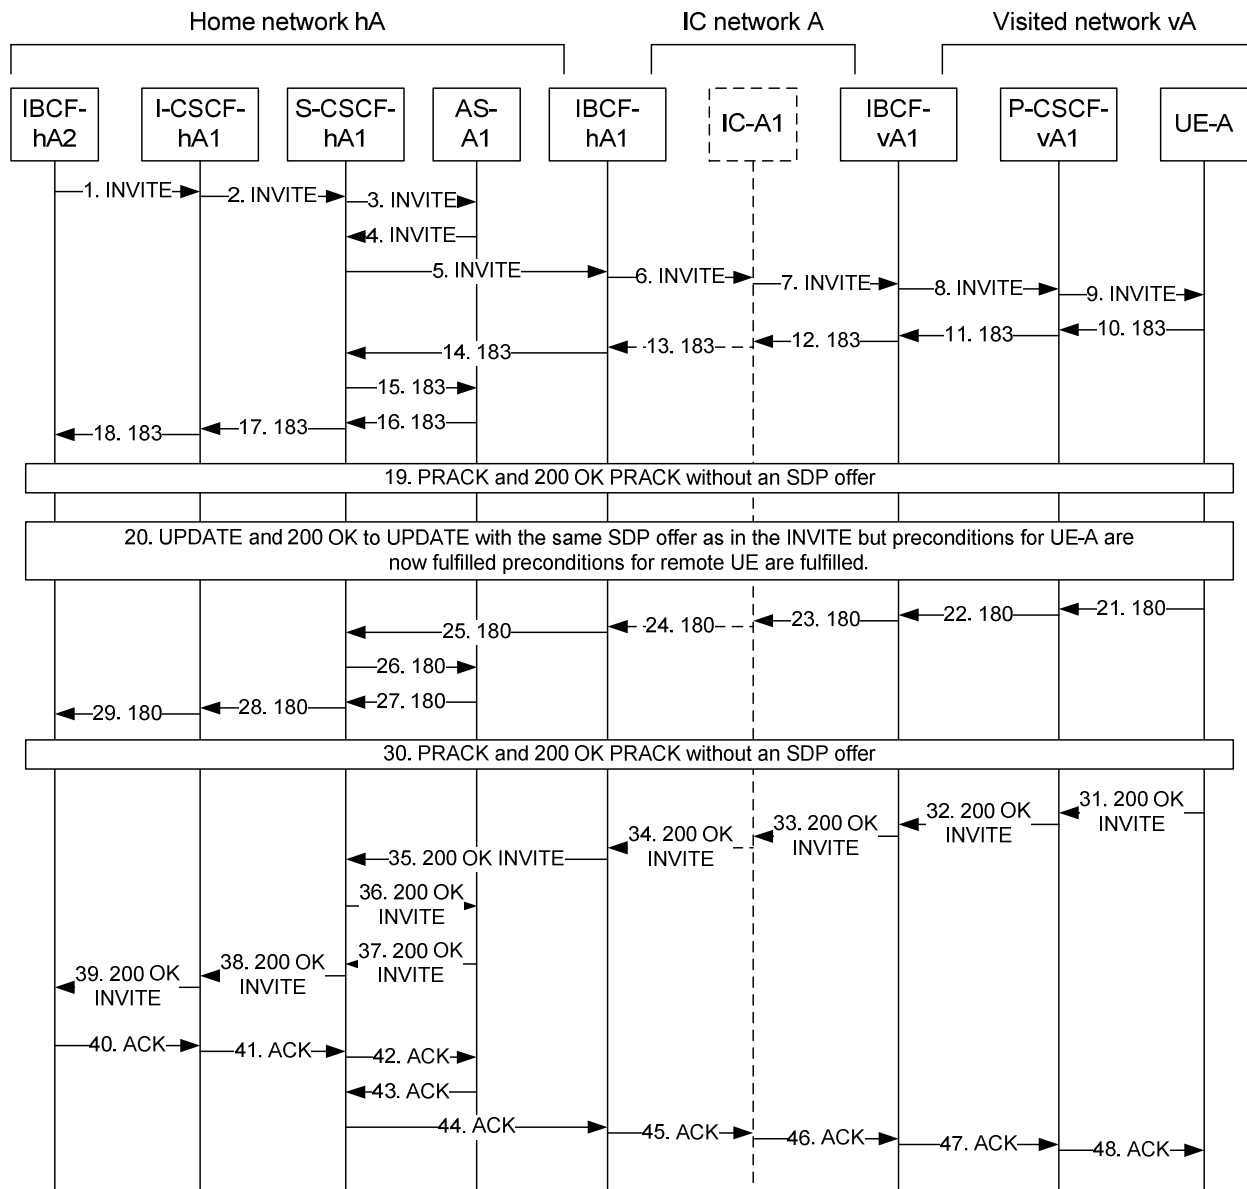 Home network hA
IC network A
Visited network vA
IBCF-
hA2
I-CSCF-
hA1
S-CSCF-
hA1
AS-
A1
IBCF-
hA1
IC-A1
IBCF-
vA1
P-CSCF-
vA1
UE-A
1. INVITE
2. INVITE
3. INVITE
4. INVITE
5. INVITE
6. INVITE
7. INVITE
8. INVITE
9. INVITE
10. 183
11. 183
12. 183
13. 183
14. 183
15. 183
16. 183
17. 183
18. 183
19. PRACK and 200 OK PRACK without an SDP offer
20. UPDATE and 200 OK to UPDATE with the same SDP offer as in the INVITE but preconditions for UE-A are
now fulfilled preconditions for remote UE are fulfilled.
21. 180
22. 180
23. 180
24. 180
25. 180
26. 180
27. 180
28. 180
29. 180
30. PRACK and 200 OK PRACK without an SDP offer
31. 200 OK
INVITE
32. 200 OK
INVITE
33. 200 OK
INVITE
34. 200 OK
INVITE
35. 200 OK INVITE
36. 200 OK
INVITE
37. 200 OK
INVITE
38. 200 OK
INVITE
39. 200 OK
INVITE
40. ACK
41. ACK
42. ACK
43. ACK
44. ACK
45. ACK
46. ACK
47. ACK
48. ACK